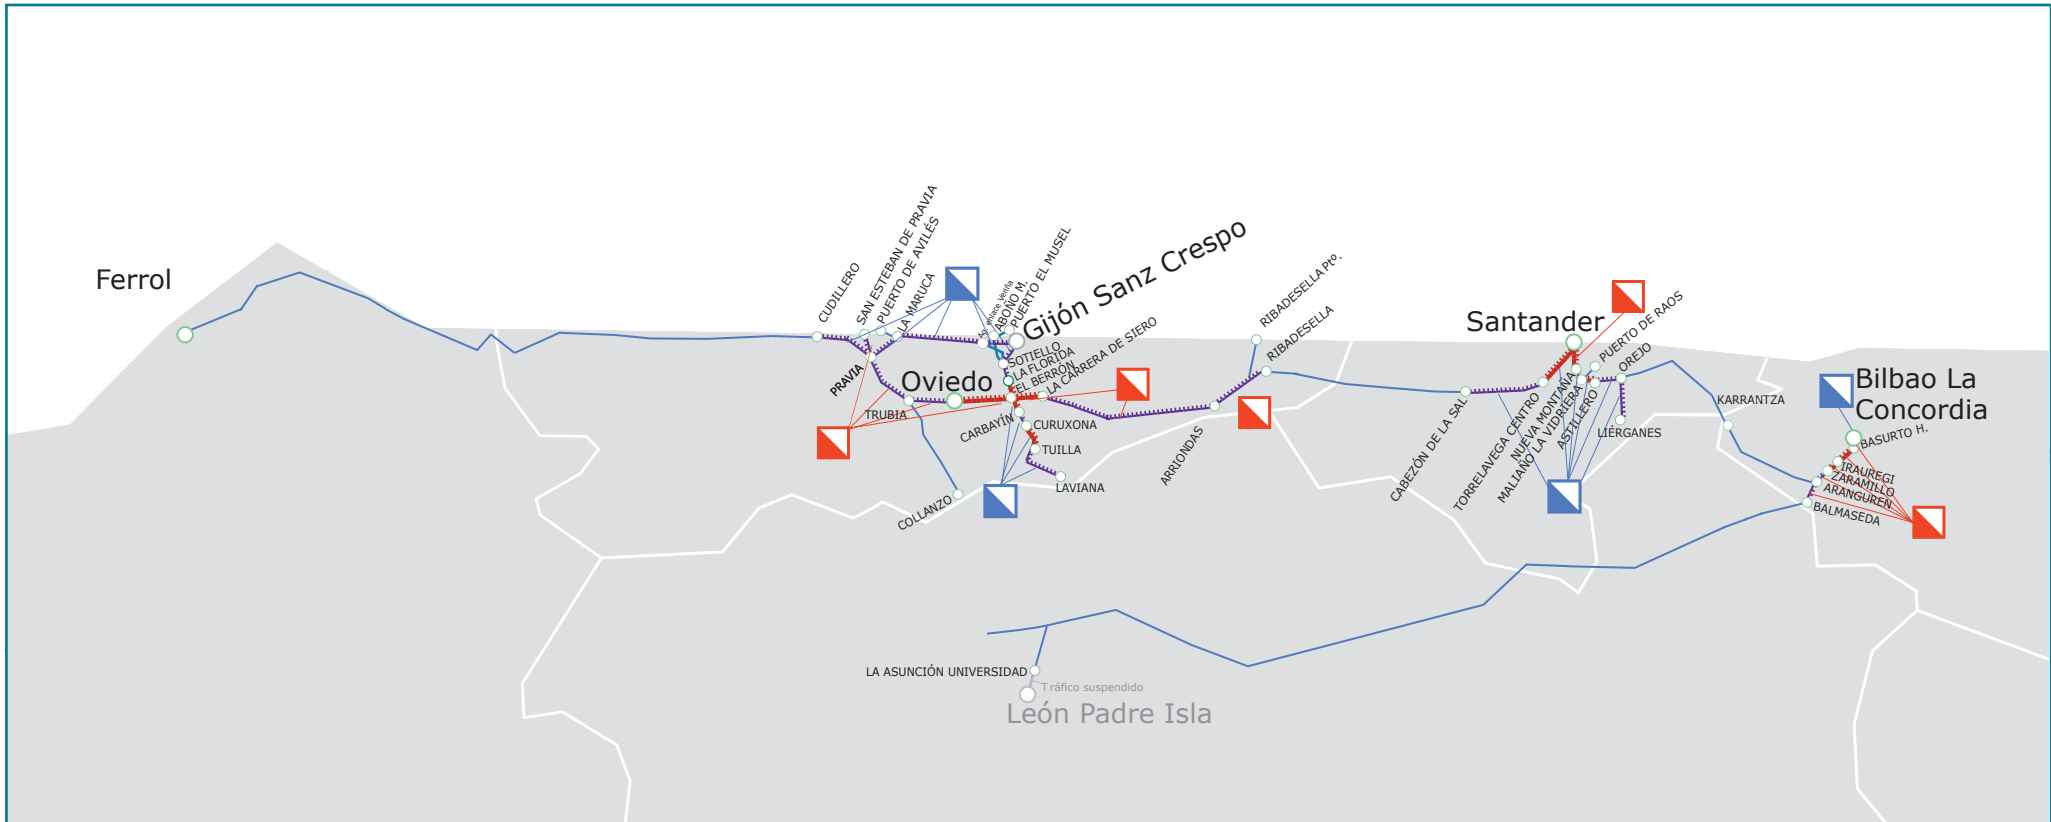 Ferrol
CUDILLERO
SAN ESTEBAN DE PRAVIA
PUERTO DE AVILÉS
LA MARUCA
Ag. enlace Veriña
ABOÑO M.
PUERTO EL MUSEL
Gijón Sanz Crespo
SOTIELLO
LA FLORIDA
EL BERRÓN
LA CARRERA DE SIERO
PRAVIA
Oviedo
TRUBIA
CARBAYÍN
CURUXONA
TUILLA
LAVIANA
COLLANZO
ARRIONDAS
RIBADESELLA Ptº.
RIBADESELLA
Santander
PUERTO DE RAOS
OREJO
CABEZÓN DE LA SAL
TORRELAVEGA CENTRO
NUEVA MONTAÑA
MALIAÑO LA VIDRIERA
ASTILLERO
LIÉRGANES
KARRANTZA
Bilbao La
Concordia
BASURTO H.
IRAUREGI
ZARAMILLO
ARANGUREN
BALMASEDA
LA ASUNCIÓN UNIVERSIDAD
Tráfico suspendido
León Padre Isla